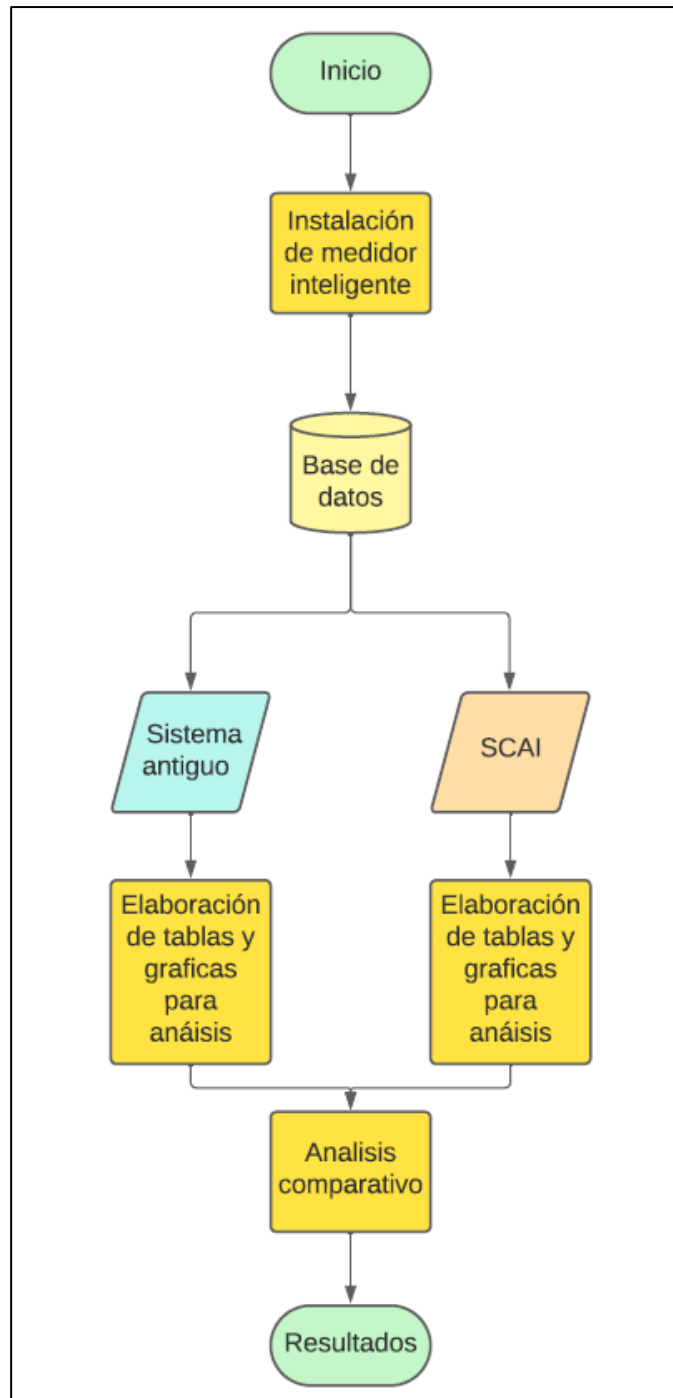 Inicio
Instalación
de medidor
inteligente
Base de
datos
Sistema
antiguo
SCAI
Elaboración
de tablas y
graficas
para
anáisis
Elaboración
de tablas y
graficas
para
anáisis
Analisis
comparativo
Resultados